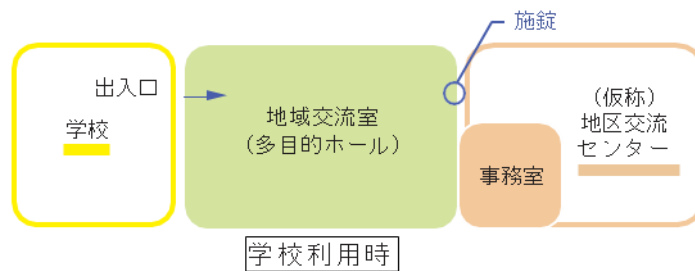 施錠
出入口
学校
地域交流室
(多目的ホール)
(仮称)
地区交流
センター
事務室
学校利用時